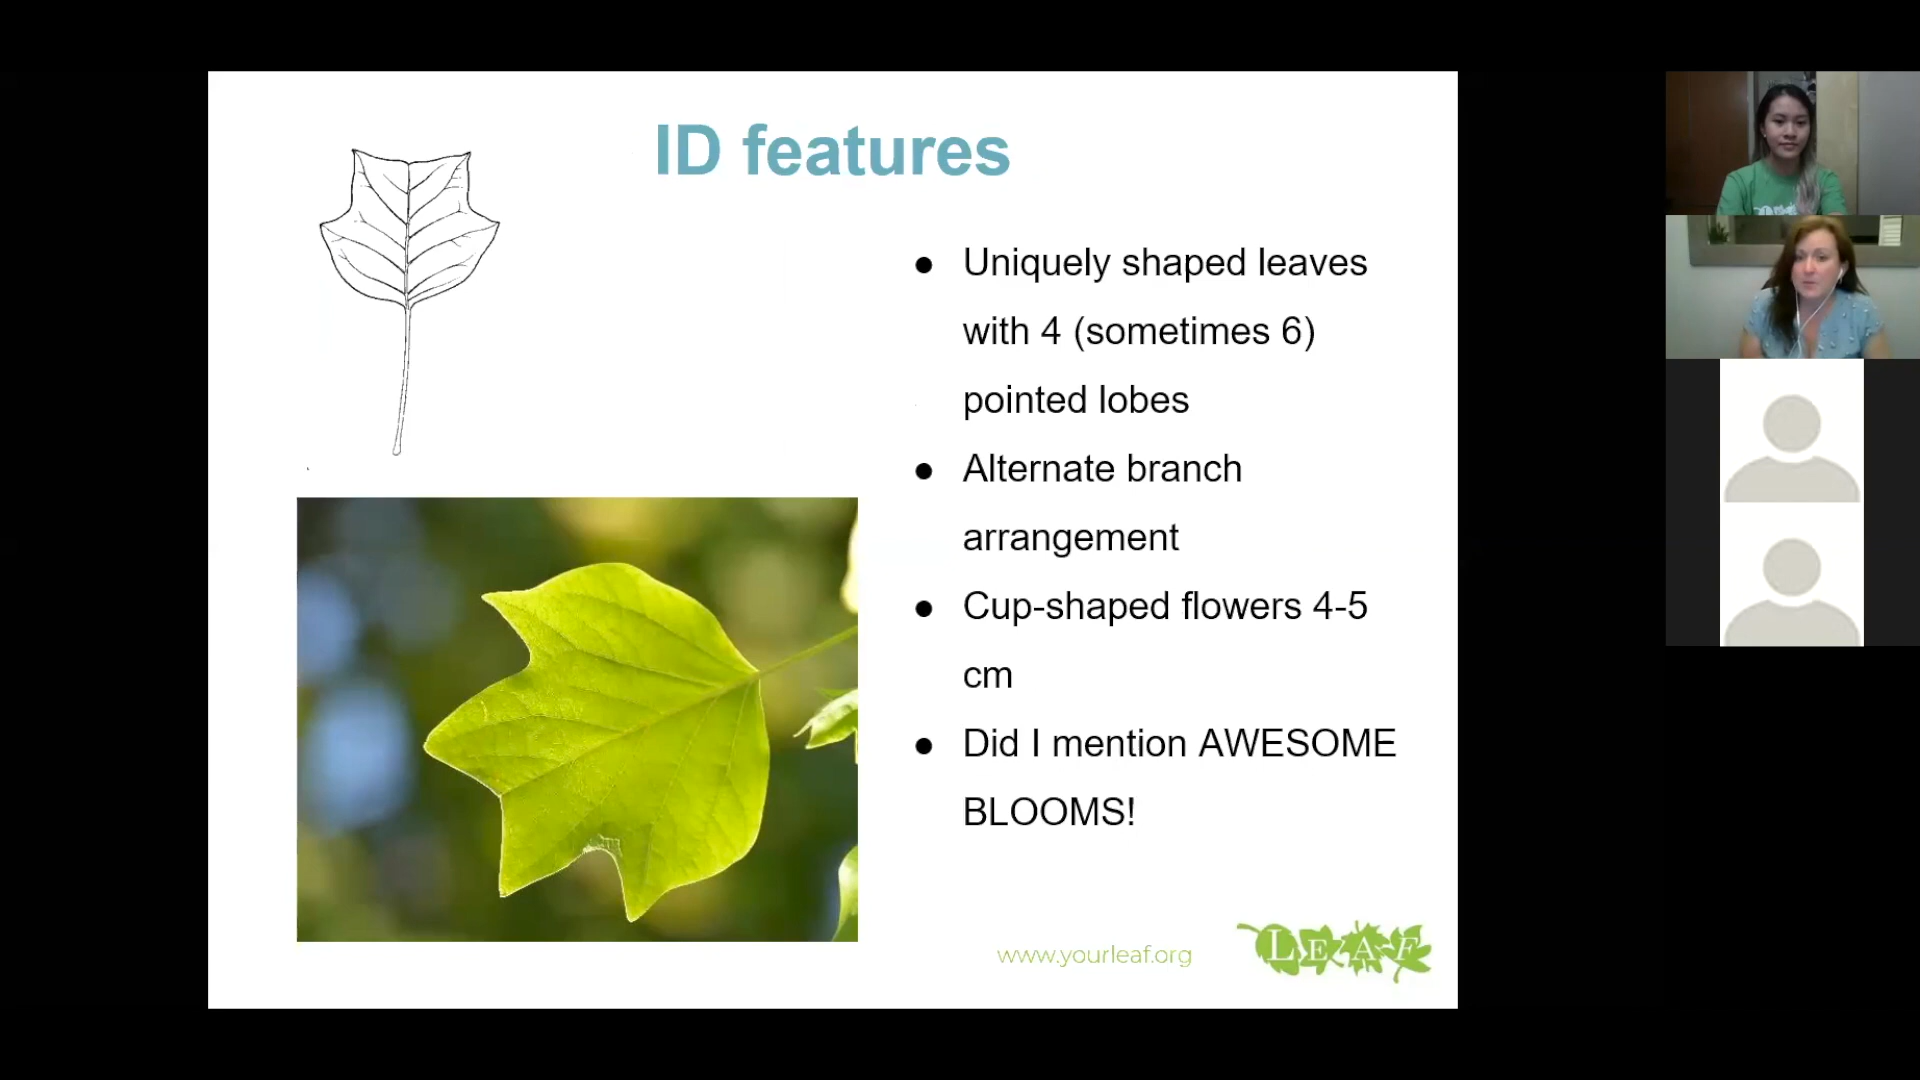 ID features
● Uniquely shaped leaves
with 4 (sometimes 6)
pointed lobes
● Alternate branch
arrangement
● Cup-shaped flowers 4-5
cm
● Did I mention AWESOME
BLOOMS!
www.yourleaf.org
LEAF